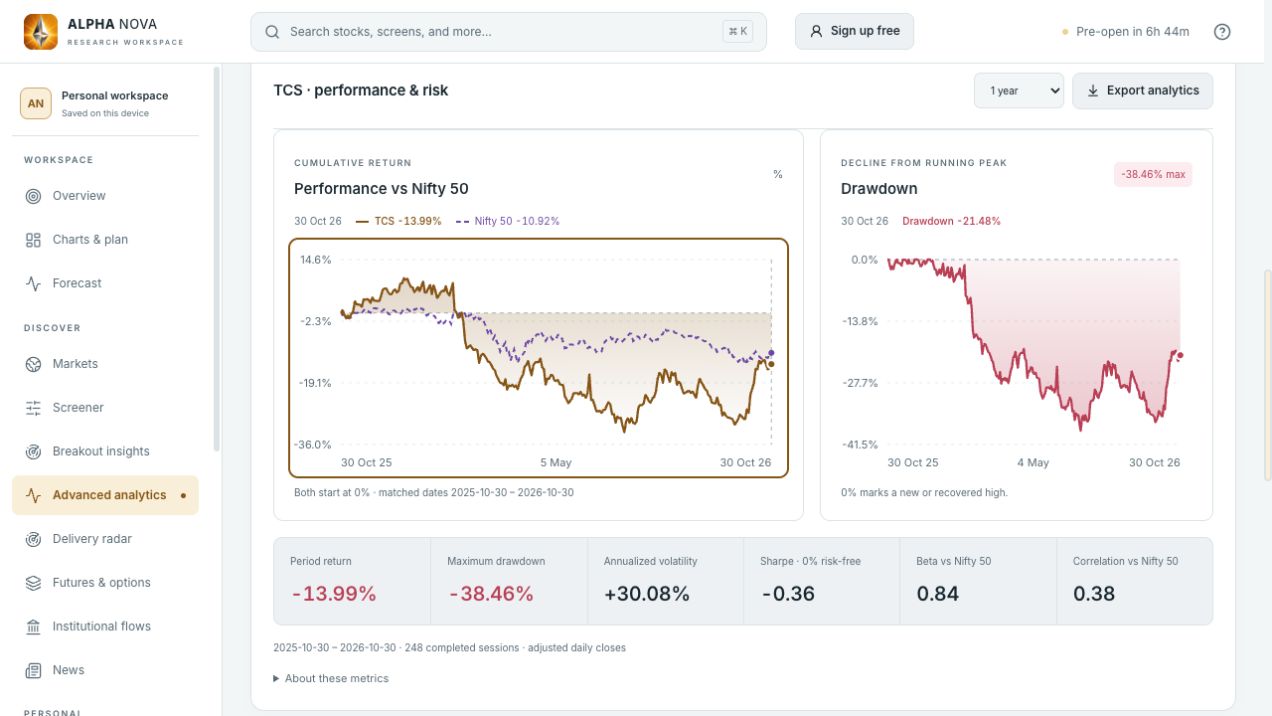 ALPHA NOVA
RESEARCH WORKSPACE
Search stocks, screens, and more...
⌘ K
Sign up free
Pre-open in 6h 44m
AN
Personal workspace
Saved on this device
WORKSPACE
Overview
Charts & plan
Forecast
DISCOVER
Markets
Screener
Breakout insights
Advanced analytics
Delivery radar
Futures & options
Institutional flows
News
PERSONAL
TCS · performance & risk
1 year
Export analytics
CUMULATIVE RETURN
Performance vs Nifty 50
%
30 Oct 26 TCS -13.99% Nifty 50 -10.92%
14.6%
-2.3%
-19.1%
-36.0%
30 Oct 25 5 May 30 Oct 26
Both start at 0% · matched dates 2025-10-30 – 2026-10-30
DECLINE FROM RUNNING PEAK
Drawdown
-38.46% max
30 Oct 26 Drawdown -21.48%
0.0%
-13.8%
-27.7%
-41.5%
30 Oct 25 4 May 30 Oct 26
0% marks a new or recovered high.
Period return
-13.99%
Maximum drawdown
-38.46%
Annualized volatility
+30.08%
Sharpe · 0% risk-free
-0.36
Beta vs Nifty 50
0.84
Correlation vs Nifty 50
0.38
2025-10-30 – 2026-10-30 · 248 completed sessions · adjusted daily closes
About these metrics